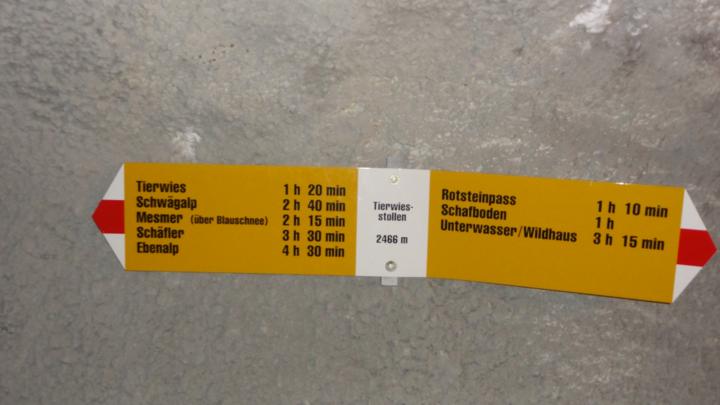 Tierwies 1 h 20 min
Schwägalp 2 h 40 min
Mesmer (über Blauschnee) 2 h 15 min
Schäfler 3 h 30 min
Ebenalp 4 h 30 min
Tierwies-
stollen
2466 m
Rotsteinpass 1 h 10 min
Schafboden 1 h
Unterwasser/Wildhaus 3 h 15 min